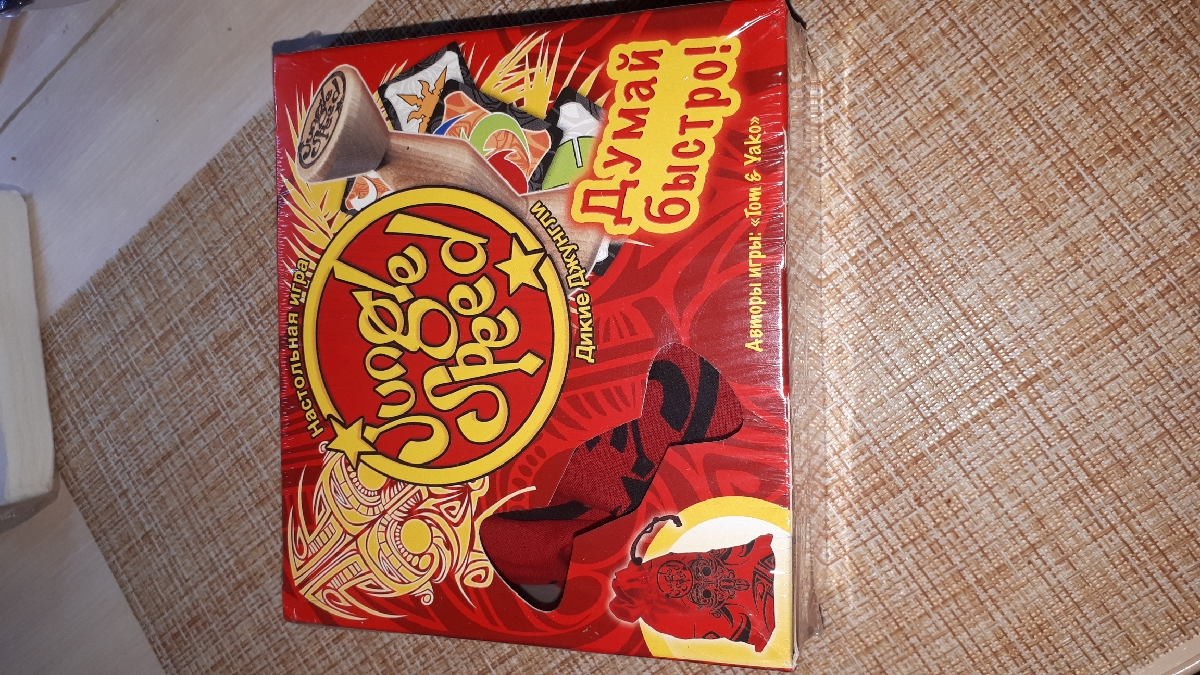 Настольная игра
Jungle
Speed
Дикие Джунгли
Думай
быстро!
Авторы игры: «Tom & Yako»